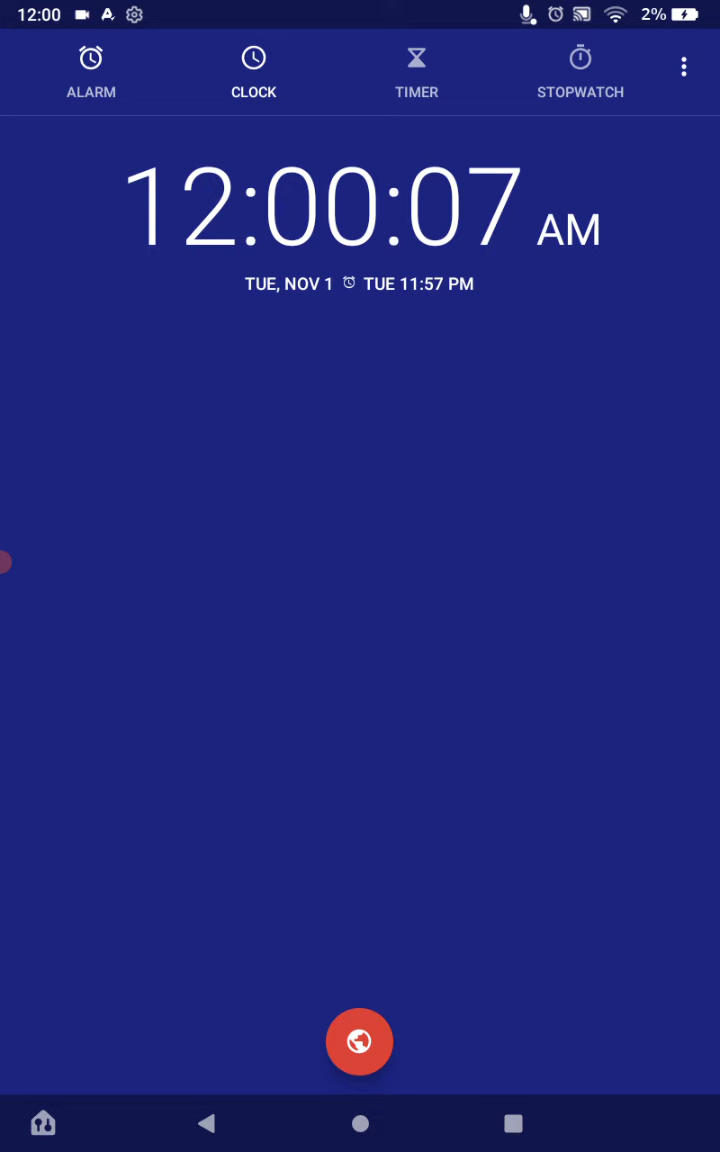 12:00 2%
ALARM CLOCK TIMER STOPWATCH
12:00:07 AM
TUE, NOV 1 TUE 11:57 PM